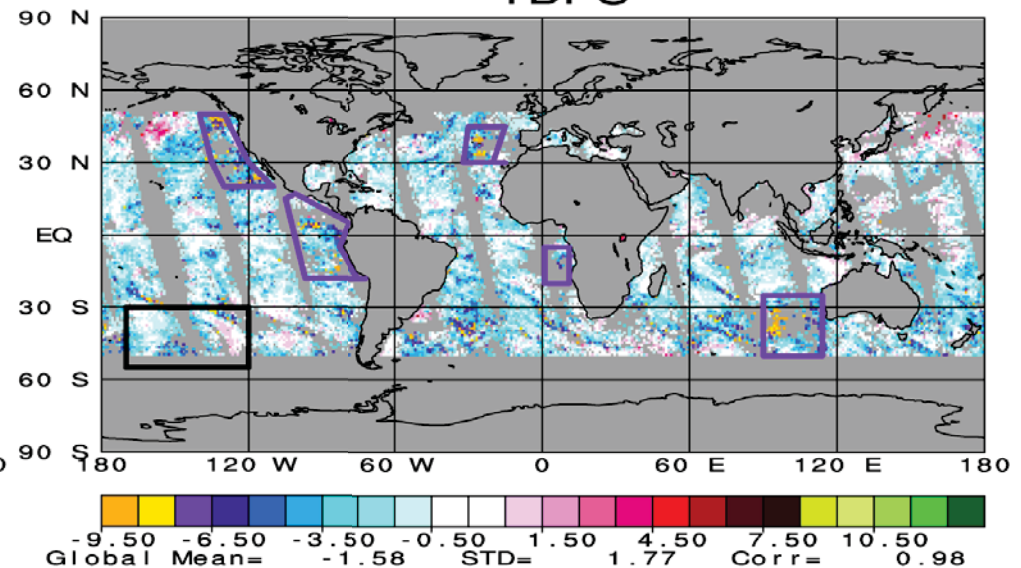 90 N
60 N
30 N
EQ
30 S
60 S
90 S
180 120 W 60 W 0 60 E 120 E 180
-9.50 -6.50 -3.50 -0.50 1.50 4.50 7.50 10.50
Global Mean= -1.58 STD= 1.77 Corr= 0.98